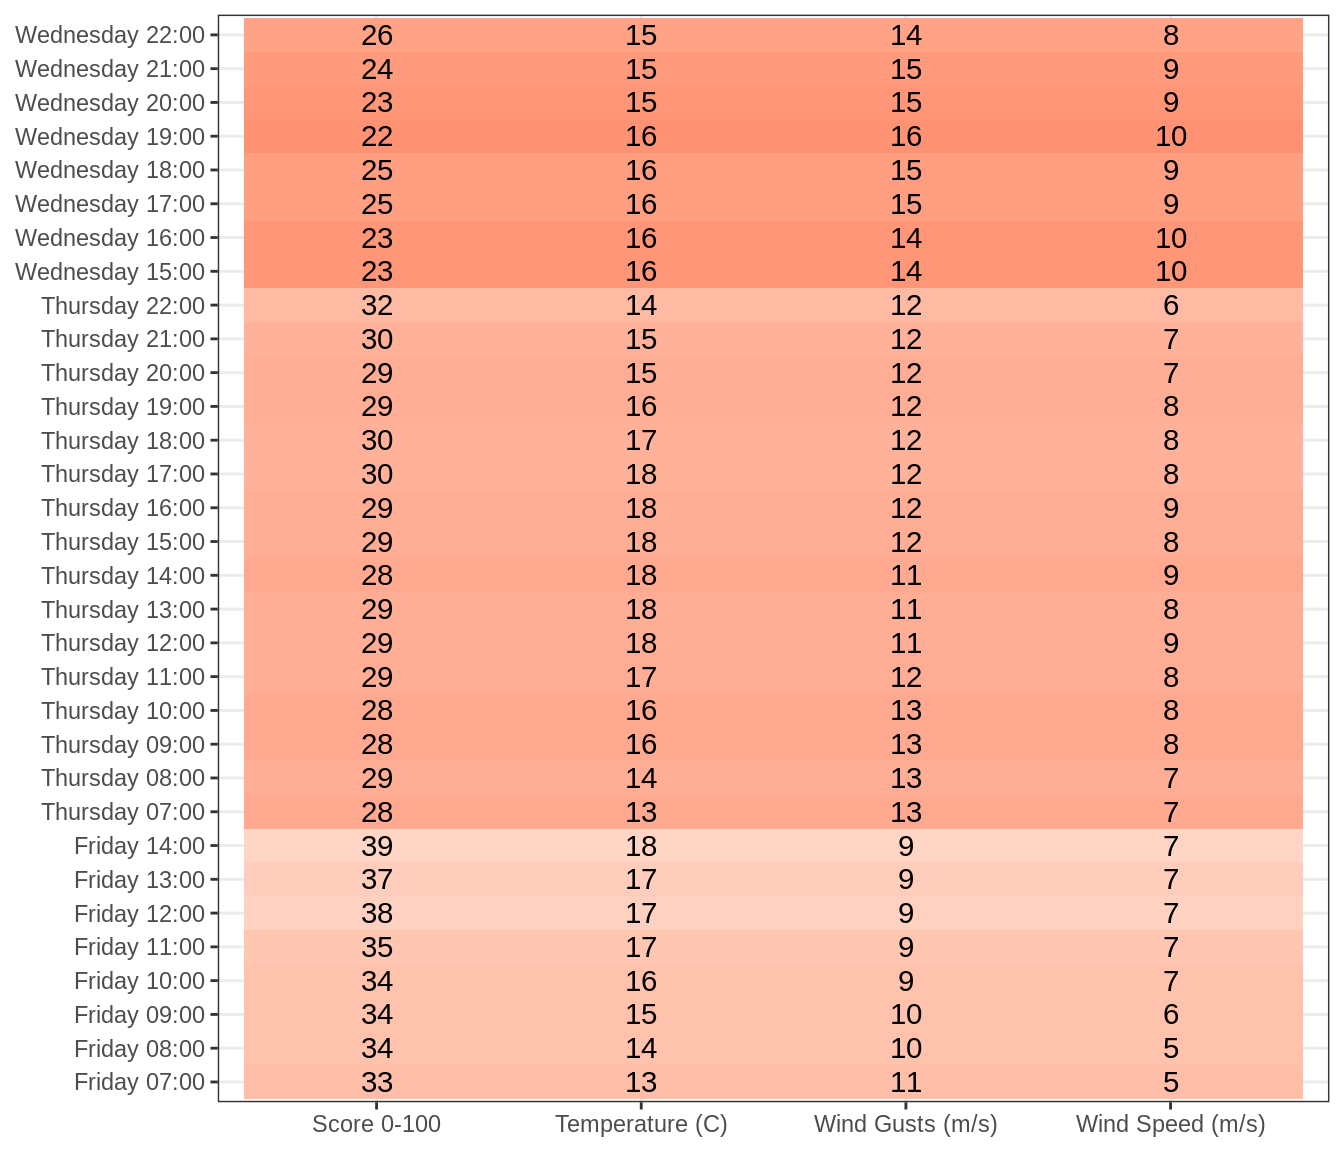 Wednesday 22:00 26 15 14 8
Wednesday 21:00 24 15 15 9
Wednesday 20:00 23 15 15 9
Wednesday 19:00 22 16 16 10
Wednesday 18:00 25 16 15 9
Wednesday 17:00 25 16 15 9
Wednesday 16:00 23 16 14 10
Wednesday 15:00 23 16 14 10
Thursday 22:00 32 14 12 6
Thursday 21:00 30 15 12 7
Thursday 20:00 29 15 12 7
Thursday 19:00 29 16 12 8
Thursday 18:00 30 17 12 8
Thursday 17:00 30 18 12 8
Thursday 16:00 29 18 12 9
Thursday 15:00 29 18 12 8
Thursday 14:00 28 18 11 9
Thursday 13:00 29 18 11 8
Thursday 12:00 29 18 11 9
Thursday 11:00 29 17 12 8
Thursday 10:00 28 16 13 8
Thursday 09:00 28 16 13 8
Thursday 08:00 29 14 13 7
Thursday 07:00 28 13 13 7
Friday 14:00 39 18 9 7
Friday 13:00 37 17 9 7
Friday 12:00 38 17 9 7
Friday 11:00 35 17 9 7
Friday 10:00 34 16 9 7
Friday 09:00 34 15 10 6
Friday 08:00 34 14 10 5
Friday 07:00 33 13 11 5
Score 0-100 Temperature (C) Wind Gusts (m/s) Wind Speed (m/s)